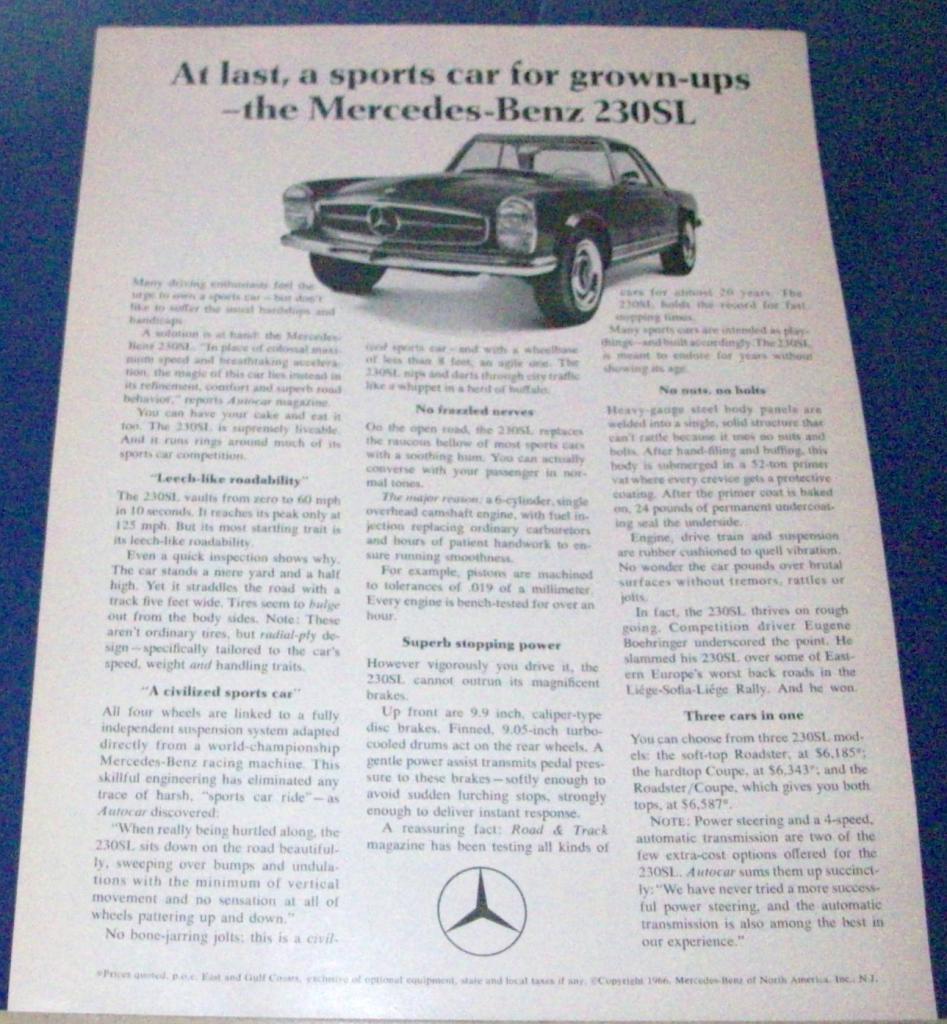 At last, a sports car for grown-ups
–the Mercedes-Benz 230SL
Many driving enthusiasts feel the
urge to own a sports car – but don't
like to suffer the usual hardships and
handicaps.
A solution is at hand: the Mercedes-
Benz 230SL. "In place of colossal maxi-
mum speed and breathtaking accelera-
tion, the magic of this car lies instead in
its refinement, comfort and superb road
behavior," reports Autocar magazine.
You can have your cake and eat it
too. The 230SL is supremely liveable.
And it runs rings around much of its
sports car competition.
"Leech-like roadability"
The 230SL vaults from zero to 60 mph
in 10 seconds. It reaches its peak only at
125 mph. But its most startling trait is
its leech-like roadability.
Even a quick inspection shows why.
The car stands a mere yard and a half
high. Yet it straddles the road with a
track five feet wide. Tires seem to bulge
out from the body sides. Note: These
aren't ordinary tires, but radial-ply de-
sign – specifically tailored to the car's
speed, weight and handling traits.
"A civilized sports car"
All four wheels are linked to a fully
independent suspension system adapted
directly from a world-championship
Mercedes-Benz racing machine. This
skillful engineering has eliminated any
trace of harsh, "sports car ride" – as
Autocar discovered:
"When really being hurtled along, the
230SL sits down on the road beautiful-
ly, sweeping over bumps and undula-
tions with the minimum of vertical
movement and no sensation at all of
wheels pattering up and down."
No bone-jarring jolts; this is a civil-
ized sports car – and with a wheelbase
of less than 8 feet, an agile one. The
230SL nips and darts through city traffic
like a whippet in a herd of buffalo.
No frazzled nerves
On the open road, the 230SL replaces
the raucous bellow of most sports cars
with a soothing hum. You can actually
converse with your passenger in nor-
mal tones.
The major reason: a 6-cylinder, single
overhead camshaft engine, with fuel in-
jection replacing ordinary carburetors
and hours of patient handwork to en-
sure running smoothness.
For example, pistons are machined
to tolerances of .019 of a millimeter.
Every engine is bench-tested for over an
hour.
Superb stopping power
However vigorously you drive it, the
230SL cannot outrun its magnificent
brakes.
Up front are 9.9 inch, caliper-type
disc brakes. Finned, 9.05-inch turbo-
cooled drums act on the rear wheels. A
gentle power assist transmits pedal pres-
sure to these brakes – softly enough to
avoid sudden lurching stops, strongly
enough to deliver instant response.
A reassuring fact: Road & Track
magazine has been testing all kinds of
cars for almost 20 years. The
230SL holds the record for fast
stopping times.
Many sports cars are intended as play-
things – and built accordingly. The 230SL
is meant to endure for years without
showing its age.
No nuts, no bolts
Heavy-gauge steel body panels are
welded into a single, solid structure that
can't rattle because it uses no nuts and
bolts. After hand-filing and buffing, this
body is submerged in a 52-ton primer
vat where every crevice gets a protective
coating. After the primer coat is baked
on, 24 pounds of permanent undercoat-
ing seal the underside.
Engine, drive train and suspension
are rubber cushioned to quell vibration.
No wonder the car pounds over brutal
surfaces without tremors, rattles or
jolts.
In fact, the 230SL thrives on rough
going. Competition driver Eugene
Boehringer underscored the point. He
slammed his 230SL over some of East-
ern Europe's worst back roads in the
Liége-Sofia-Liége Rally. And he won.
Three cars in one
You can choose from three 230SL mod-
els: the soft-top Roadster, at $6,185*;
the hardtop Coupe, at $6,343*; and the
Roadster/Coupe, which gives you both
tops, at $6,587*.
NOTE: Power steering and a 4-speed,
automatic transmission are two of the
few extra-cost options offered for the
230SL. Autocar sums them up succinct-
ly: "We have never tried a more success-
ful power steering, and the automatic
transmission is also among the best in
our experience."
*Prices quoted, p.o.e. East and Gulf Coasts, exclusive of optional equipment, state and local taxes if any. ©Copyright 1966, Mercedes-Benz of North America, Inc., N.J.